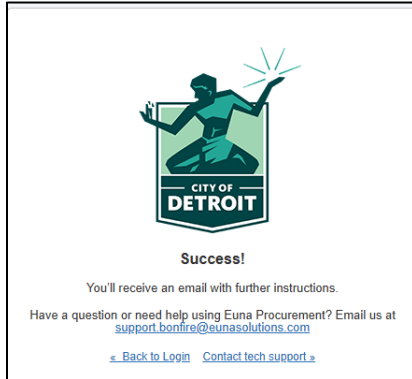 CITY OF
DETROIT
Success!
You'll receive an email with further instructions.
Have a question or need help using Euna Procurement? Email us at
support.bonfire@eunasolutions.com
« Back to Login Contact tech support »